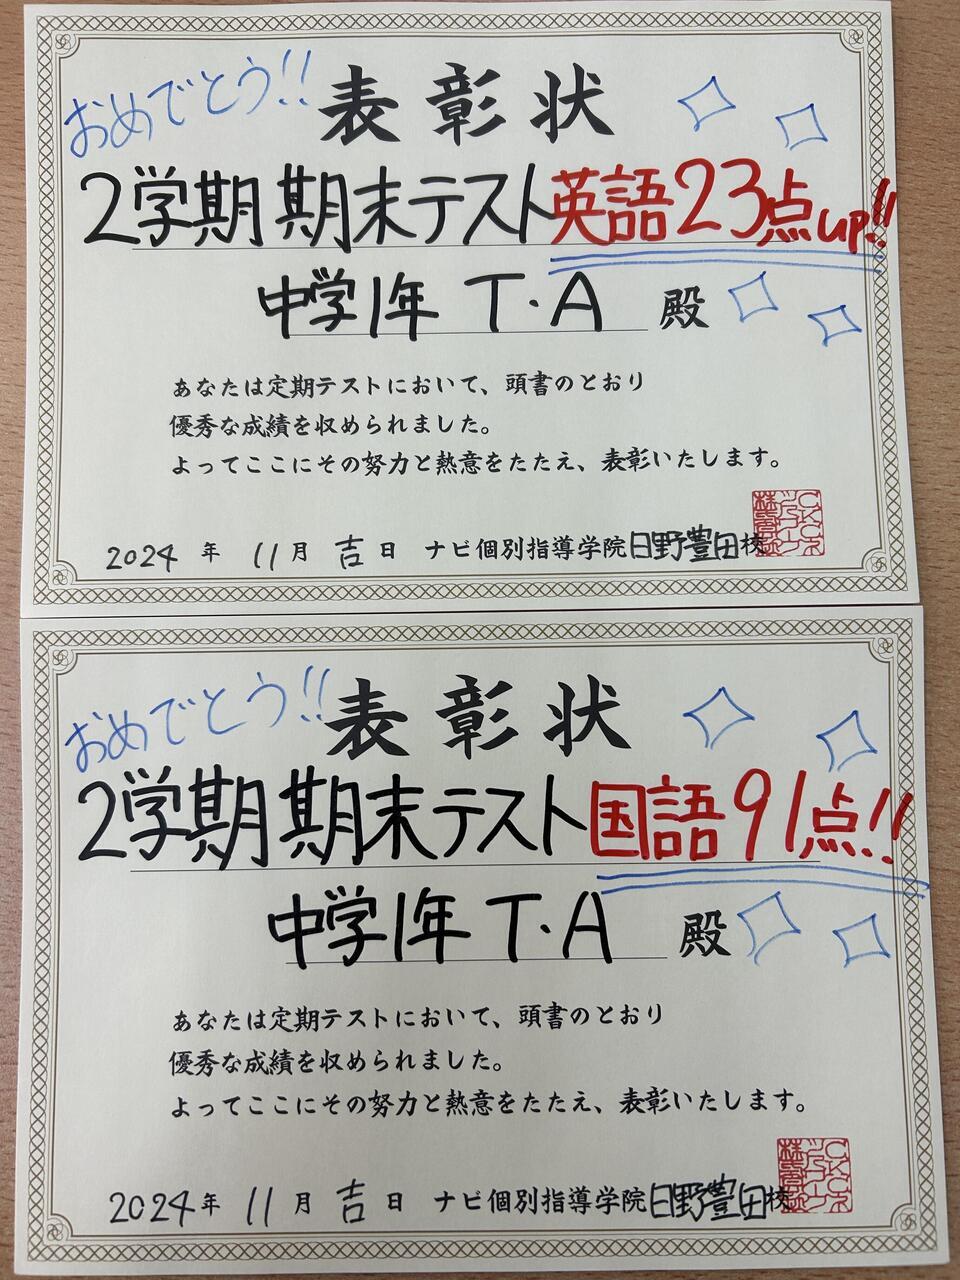 おめでとう!!
表彰状
2学期 期末テスト英語23点up!!
中学1年 T・A 殿
あなたは定期テストにおいて、頭書のとおり
優秀な成績を収められました。
よってここにその努力と熱意をたたえ、表彰いたします。
2024年 11月 吉日 ナビ個別指導学院日野豊田校
おめでとう!!
表彰状
2学期 期末テスト国語91点!!
中学1年 T・A 殿
あなたは定期テストにおいて、頭書のとおり
優秀な成績を収められました。
よってここにその努力と熱意をたたえ、表彰いたします。
2024年 11月 吉日 ナビ個別指導学院日野豊田校